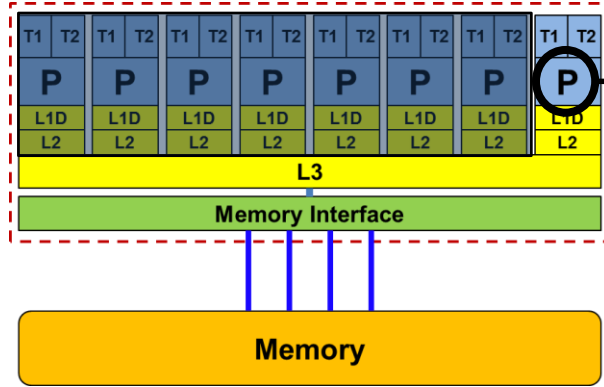 T1 T2 T1 T2 T1 T2 T1 T2 T1 T2 T1 T2 T1 T2 T1 T2
P P P P P P P P
L1D L1D L1D L1D L1D L1D L1D L1D
L2 L2 L2 L2 L2 L2 L2 L2
L3
Memory Interface
Memory